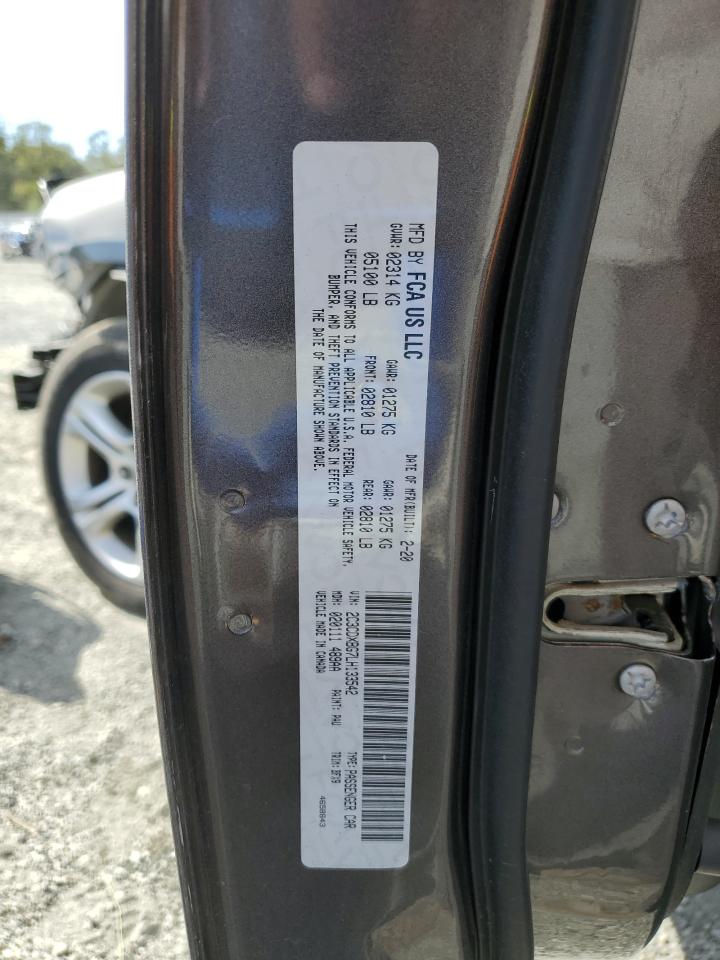 MFD BY FCA US LLC DATE OF MFR(BUILT): 2-20
GVWR: 02314 KG GAWR: 01275 KG GAWR: 01275 KG
05100 LB FRONT: 02810 LB REAR: 02810 LB
THIS VEHICLE CONFORMS TO ALL APPLICABLE U.S.A. FEDERAL MOTOR VEHICLE SAFETY,
BUMPER, AND THEFT PREVENTION STANDARDS IN EFFECT ON
THE DATE OF MANUFACTURE SHOWN ABOVE.
VIN: 2C3CDXBG7LH133542 TYPE: PASSENGER CAR
MDH: 020111 489AA PAINT: PAU TRIM: BFX9
VEHICLE MADE IN CANADA 4658843